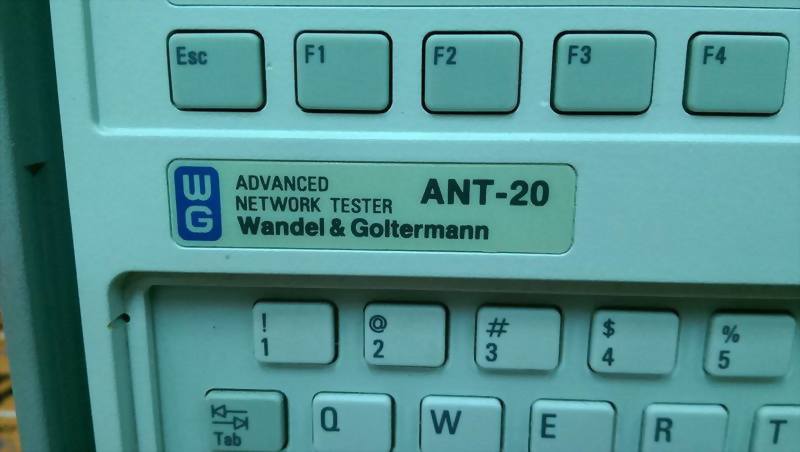 Esc F1 F2 F3 F4
WG ADVANCED NETWORK TESTER ANT-20
Wandel & Goltermann
! @ # $ %
1 2 3 4 5
Tab Q W E R T